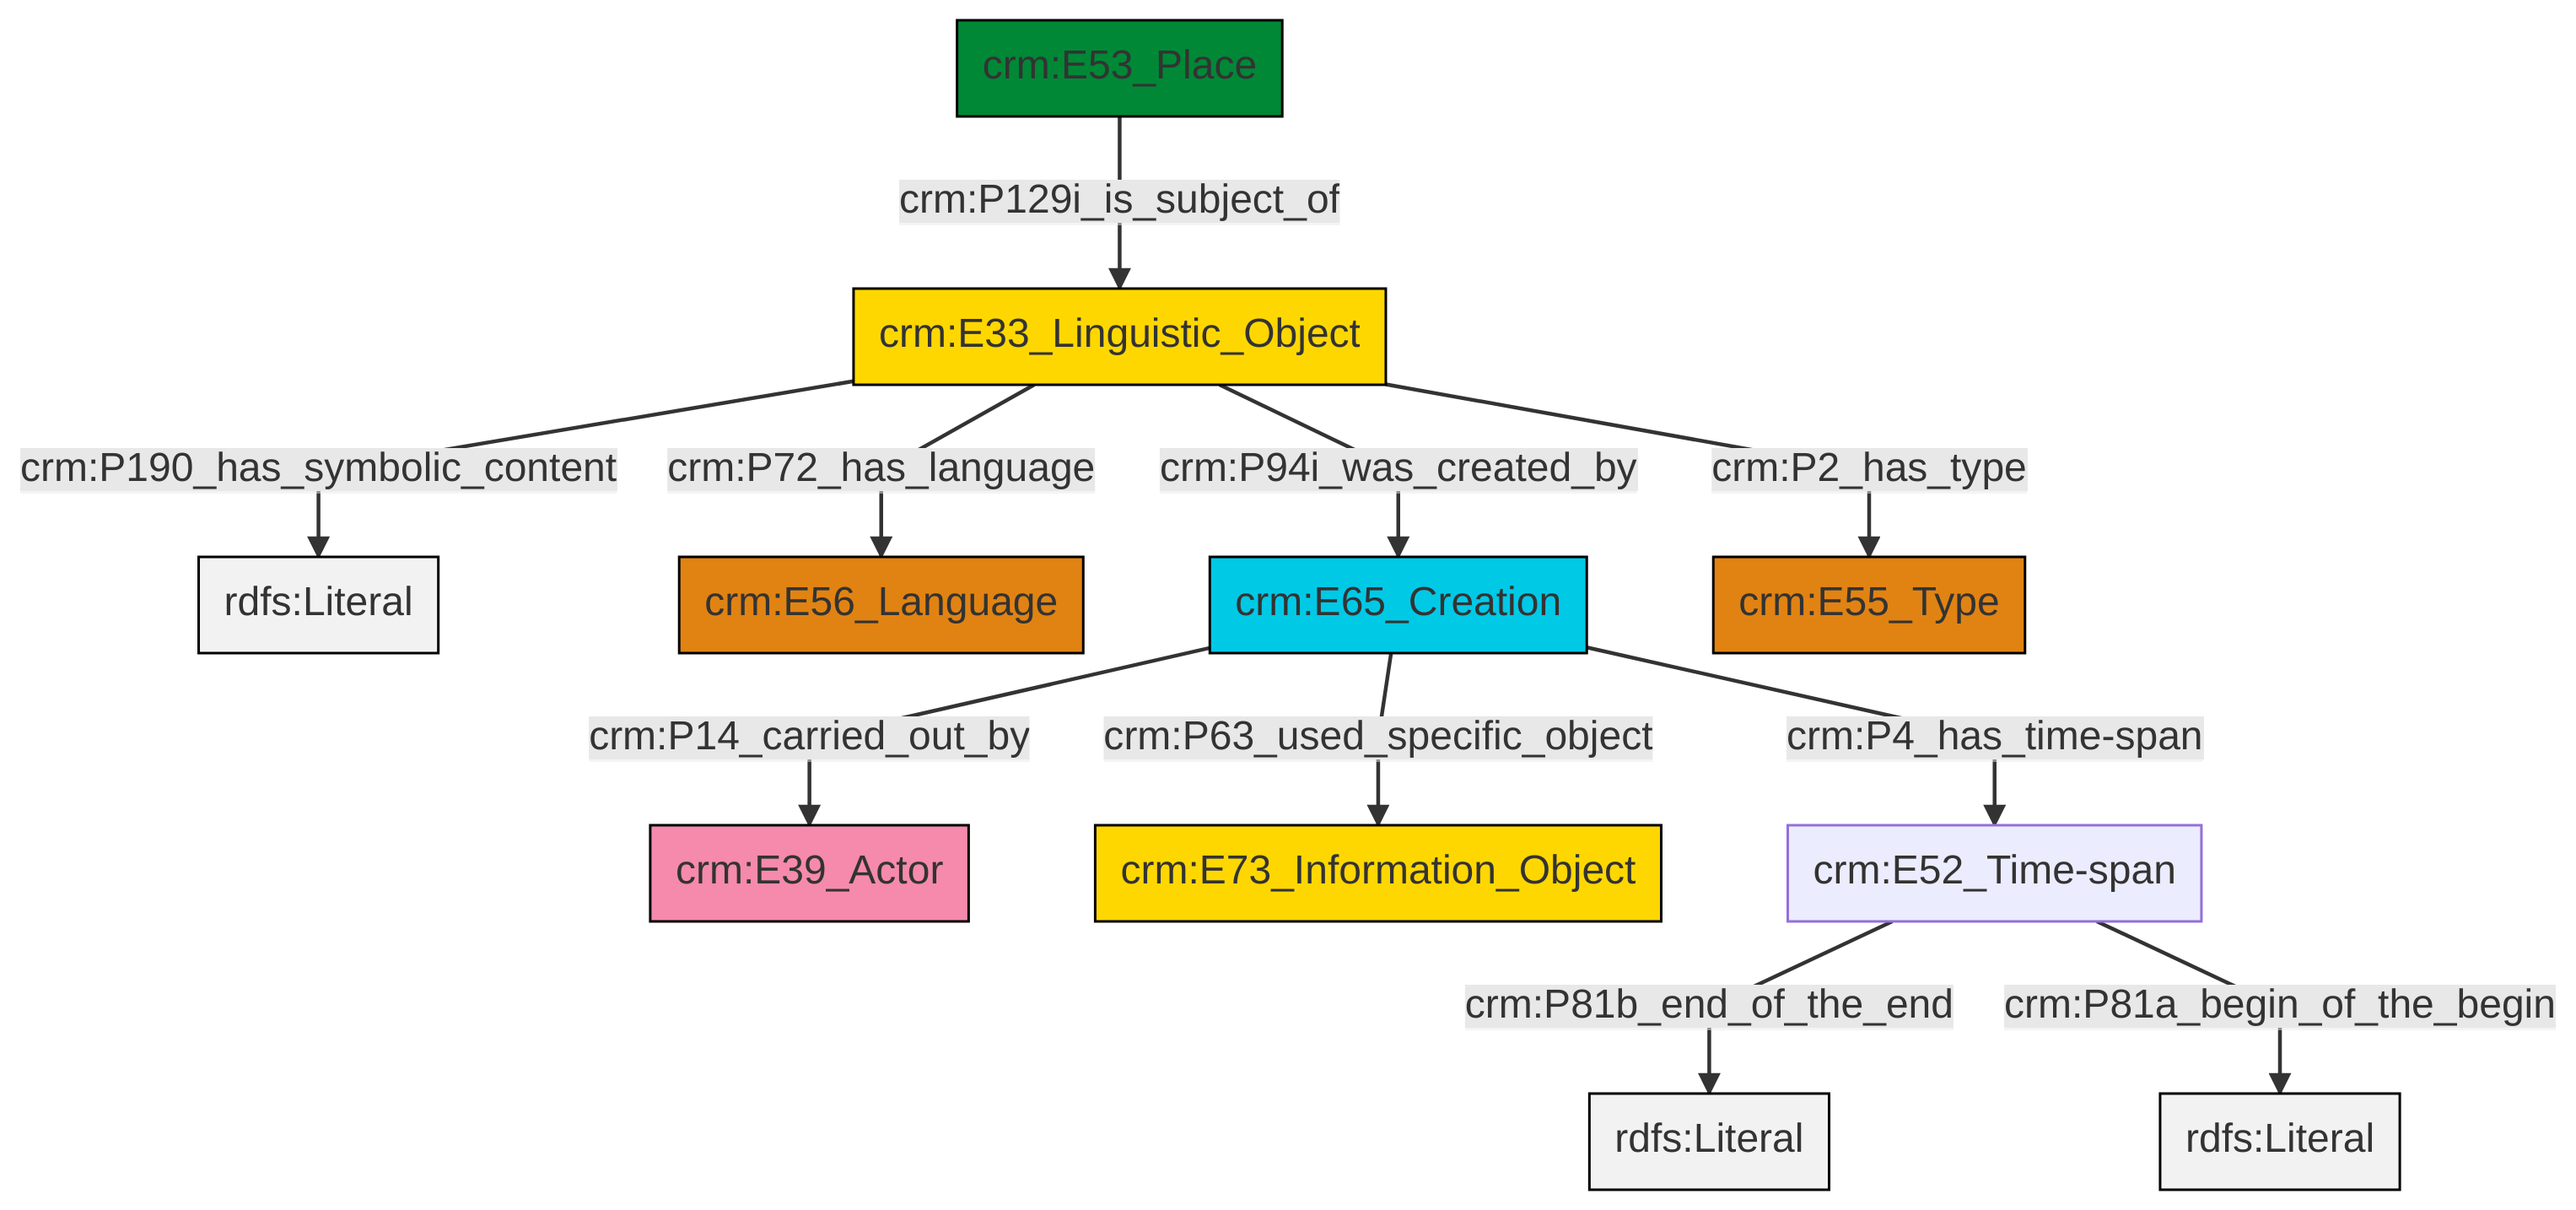 crm:E53_Place
crm:P129i_is_subject_of
crm:E33_Linguistic_Object
crm:P190_has_symbolic_content
crm:P72_has_language
crm:P94i_was_created_by
crm:P2_has_type
rdfs:Literal
crm:E56_Language
crm:E65_Creation
crm:E55_Type
crm:P14_carried_out_by
crm:P63_used_specific_object
crm:P4_has_time-span
crm:E39_Actor
crm:E73_Information_Object
crm:E52_Time-span
crm:P81b_end_of_the_end
crm:P81a_begin_of_the_begin
rdfs:Literal
rdfs:Literal